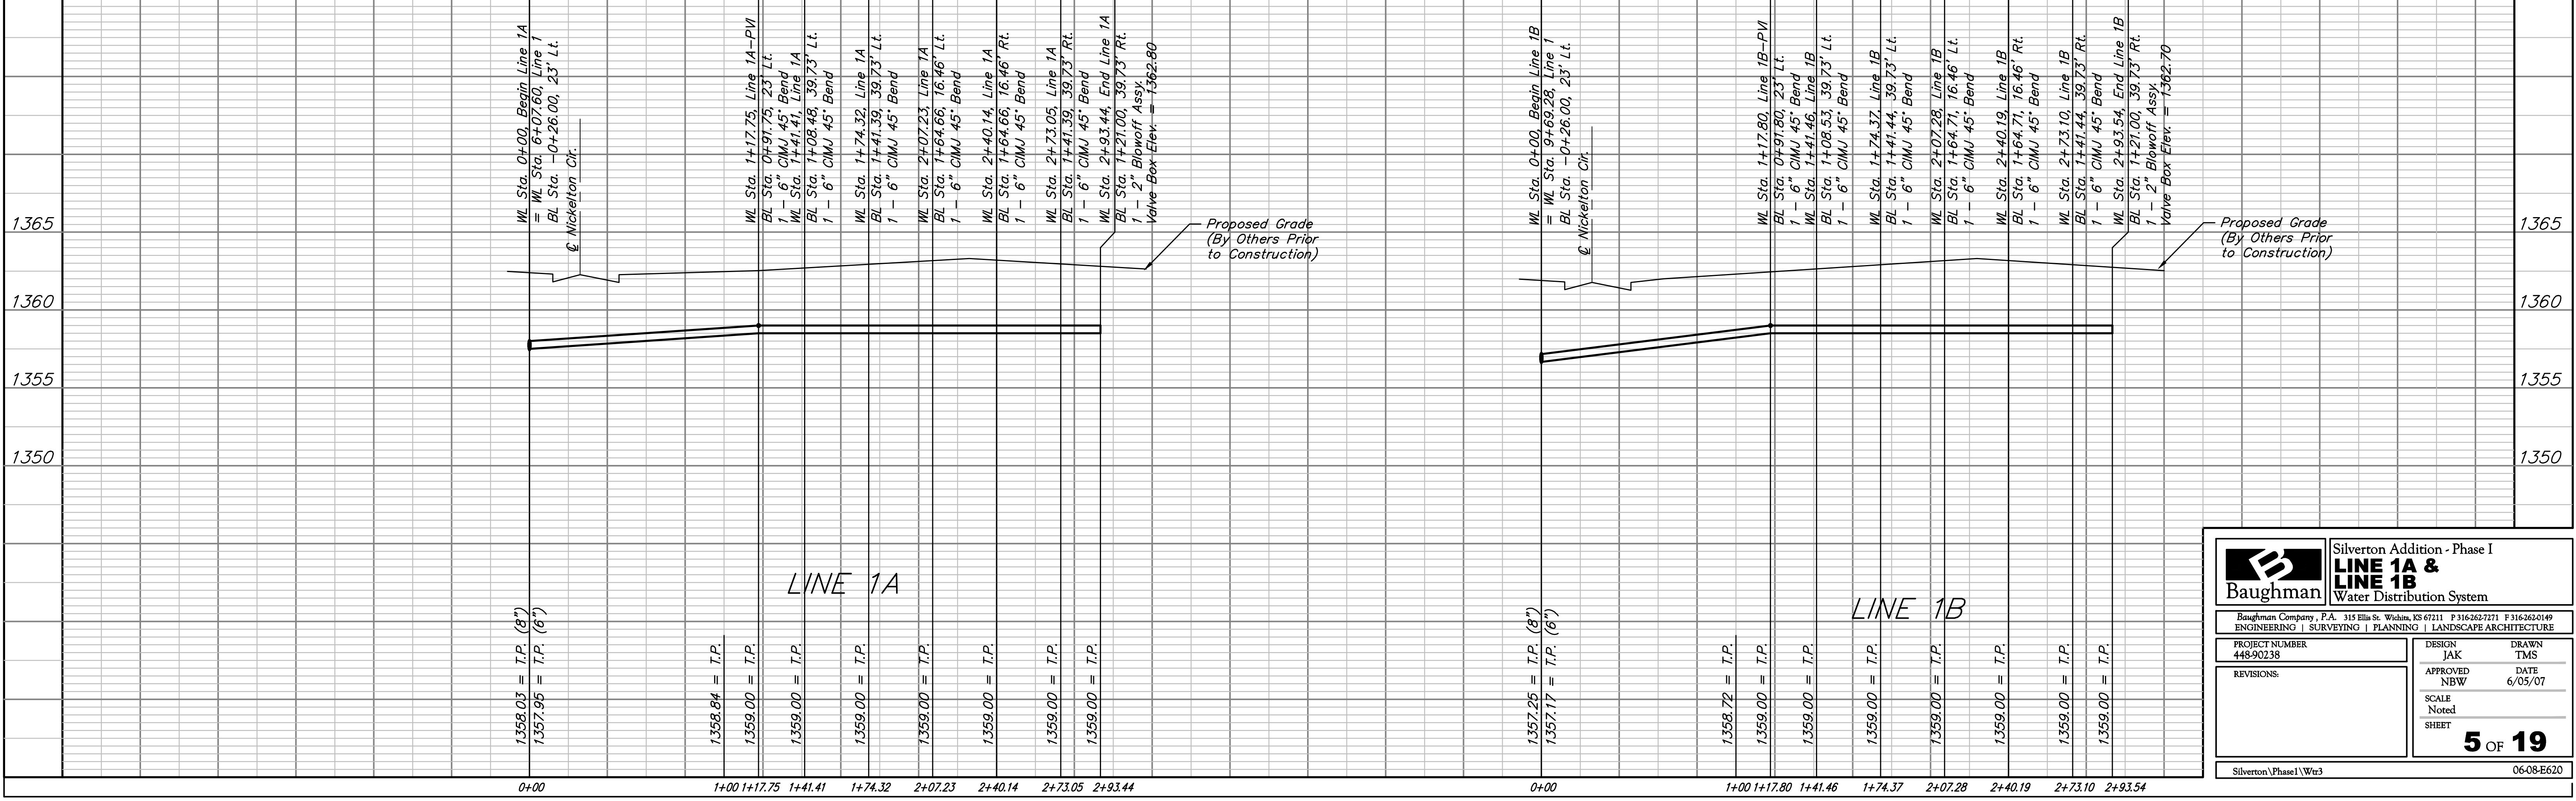 WL Sta. 0+00, Begin Line 1A
= WL Sta. 6+07.60, Line 1
BL Sta. -0+26.00, 23' Lt.
℄ Nickelton Cir.
WL Sta. 1+17.75, Line 1A-PVI
BL Sta. 0+91.75, 23' Lt.
1 - 6" CIMJ 45° Bend
WL Sta. 1+41.41, Line 1A
BL Sta. 1+08.48, 39.73' Lt.
1 - 6" CIMJ 45° Bend
WL Sta. 1+74.32, Line 1A
BL Sta. 1+41.39, 39.73' Lt.
1 - 6" CIMJ 45° Bend
WL Sta. 2+07.23, Line 1A
BL Sta. 1+64.66, 16.46' Lt.
1 - 6" CIMJ 45° Bend
WL Sta. 2+40.14, Line 1A
BL Sta. 1+64.66, 16.46' Rt.
1 - 6" CIMJ 45° Bend
WL Sta. 2+73.05, Line 1A
BL Sta. 1+41.39, 39.73' Rt.
1 - 6" CIMJ 45° Bend
WL Sta. 2+93.44, End Line 1A
BL Sta. 1+21.00, 39.73' Rt.
1 - 2" Blowoff Assy.
Valve Box Elev. = 1362.80
Proposed Grade
(By Others Prior
to Construction)
WL Sta. 0+00, Begin Line 1B
= WL Sta. 9+69.28, Line 1
BL Sta. -0+26.00, 23' Lt.
℄ Nickelton Cir.
WL Sta. 1+17.80, Line 1B-PVI
BL Sta. 0+91.80, 23' Lt.
1 - 6" CIMJ 45° Bend
WL Sta. 1+41.46, Line 1B
BL Sta. 1+08.53, 39.73' Lt.
1 - 6" CIMJ 45° Bend
WL Sta. 1+74.37, Line 1B
BL Sta. 1+41.44, 39.73' Lt.
1 - 6" CIMJ 45° Bend
WL Sta. 2+07.28, Line 1B
BL Sta. 1+64.71, 16.46' Lt.
1 - 6" CIMJ 45° Bend
WL Sta. 2+40.19, Line 1B
BL Sta. 1+64.71, 16.46' Rt.
1 - 6" CIMJ 45° Bend
WL Sta. 2+73.10, Line 1B
BL Sta. 1+41.44, 39.73' Rt.
1 - 6" CIMJ 45° Bend
WL Sta. 2+93.54, End Line 1B
BL Sta. 1+21.00, 39.73' Rt.
1 - 2" Blowoff Assy.
Valve Box Elev. = 1362.70
Proposed Grade
(By Others Prior
to Construction)
1365
1365
1360
1360
1355
1355
1350
1350
LINE 1A
LINE 1B
1358.03 = T.P. (8")
1357.95 = T.P. (6")
1358.84 = T.P.
1359.00 = T.P.
1359.00 = T.P.
1359.00 = T.P.
1359.00 = T.P.
1359.00 = T.P.
1359.00 = T.P.
1359.00 = T.P.
1357.25 = T.P. (8")
1357.17 = T.P. (6")
1358.72 = T.P.
1359.00 = T.P.
1359.00 = T.P.
1359.00 = T.P.
1359.00 = T.P.
1359.00 = T.P.
1359.00 = T.P.
1359.00 = T.P.
0+00 1+00 1+17.75 1+41.41 1+74.32 2+07.23 2+40.14 2+73.05 2+93.44
0+00 1+00 1+17.80 1+41.46 1+74.37 2+07.28 2+40.19 2+73.10 2+93.54
Baughman
Silverton Addition - Phase I
LINE 1A &
LINE 1B
Water Distribution System
Baughman Company, P.A. 315 Ellis St. Wichita, KS 67211 P 316-262-7271 F 316-262-0149
ENGINEERING | SURVEYING | PLANNING | LANDSCAPE ARCHITECTURE
PROJECT NUMBER
448-90238
REVISIONS:
DESIGN
JAK
DRAWN
TMS
APPROVED
NBW
DATE
6/05/07
SCALE
Noted
SHEET
5 OF 19
Silverton\Phase1\Wtr3
06-08-E620